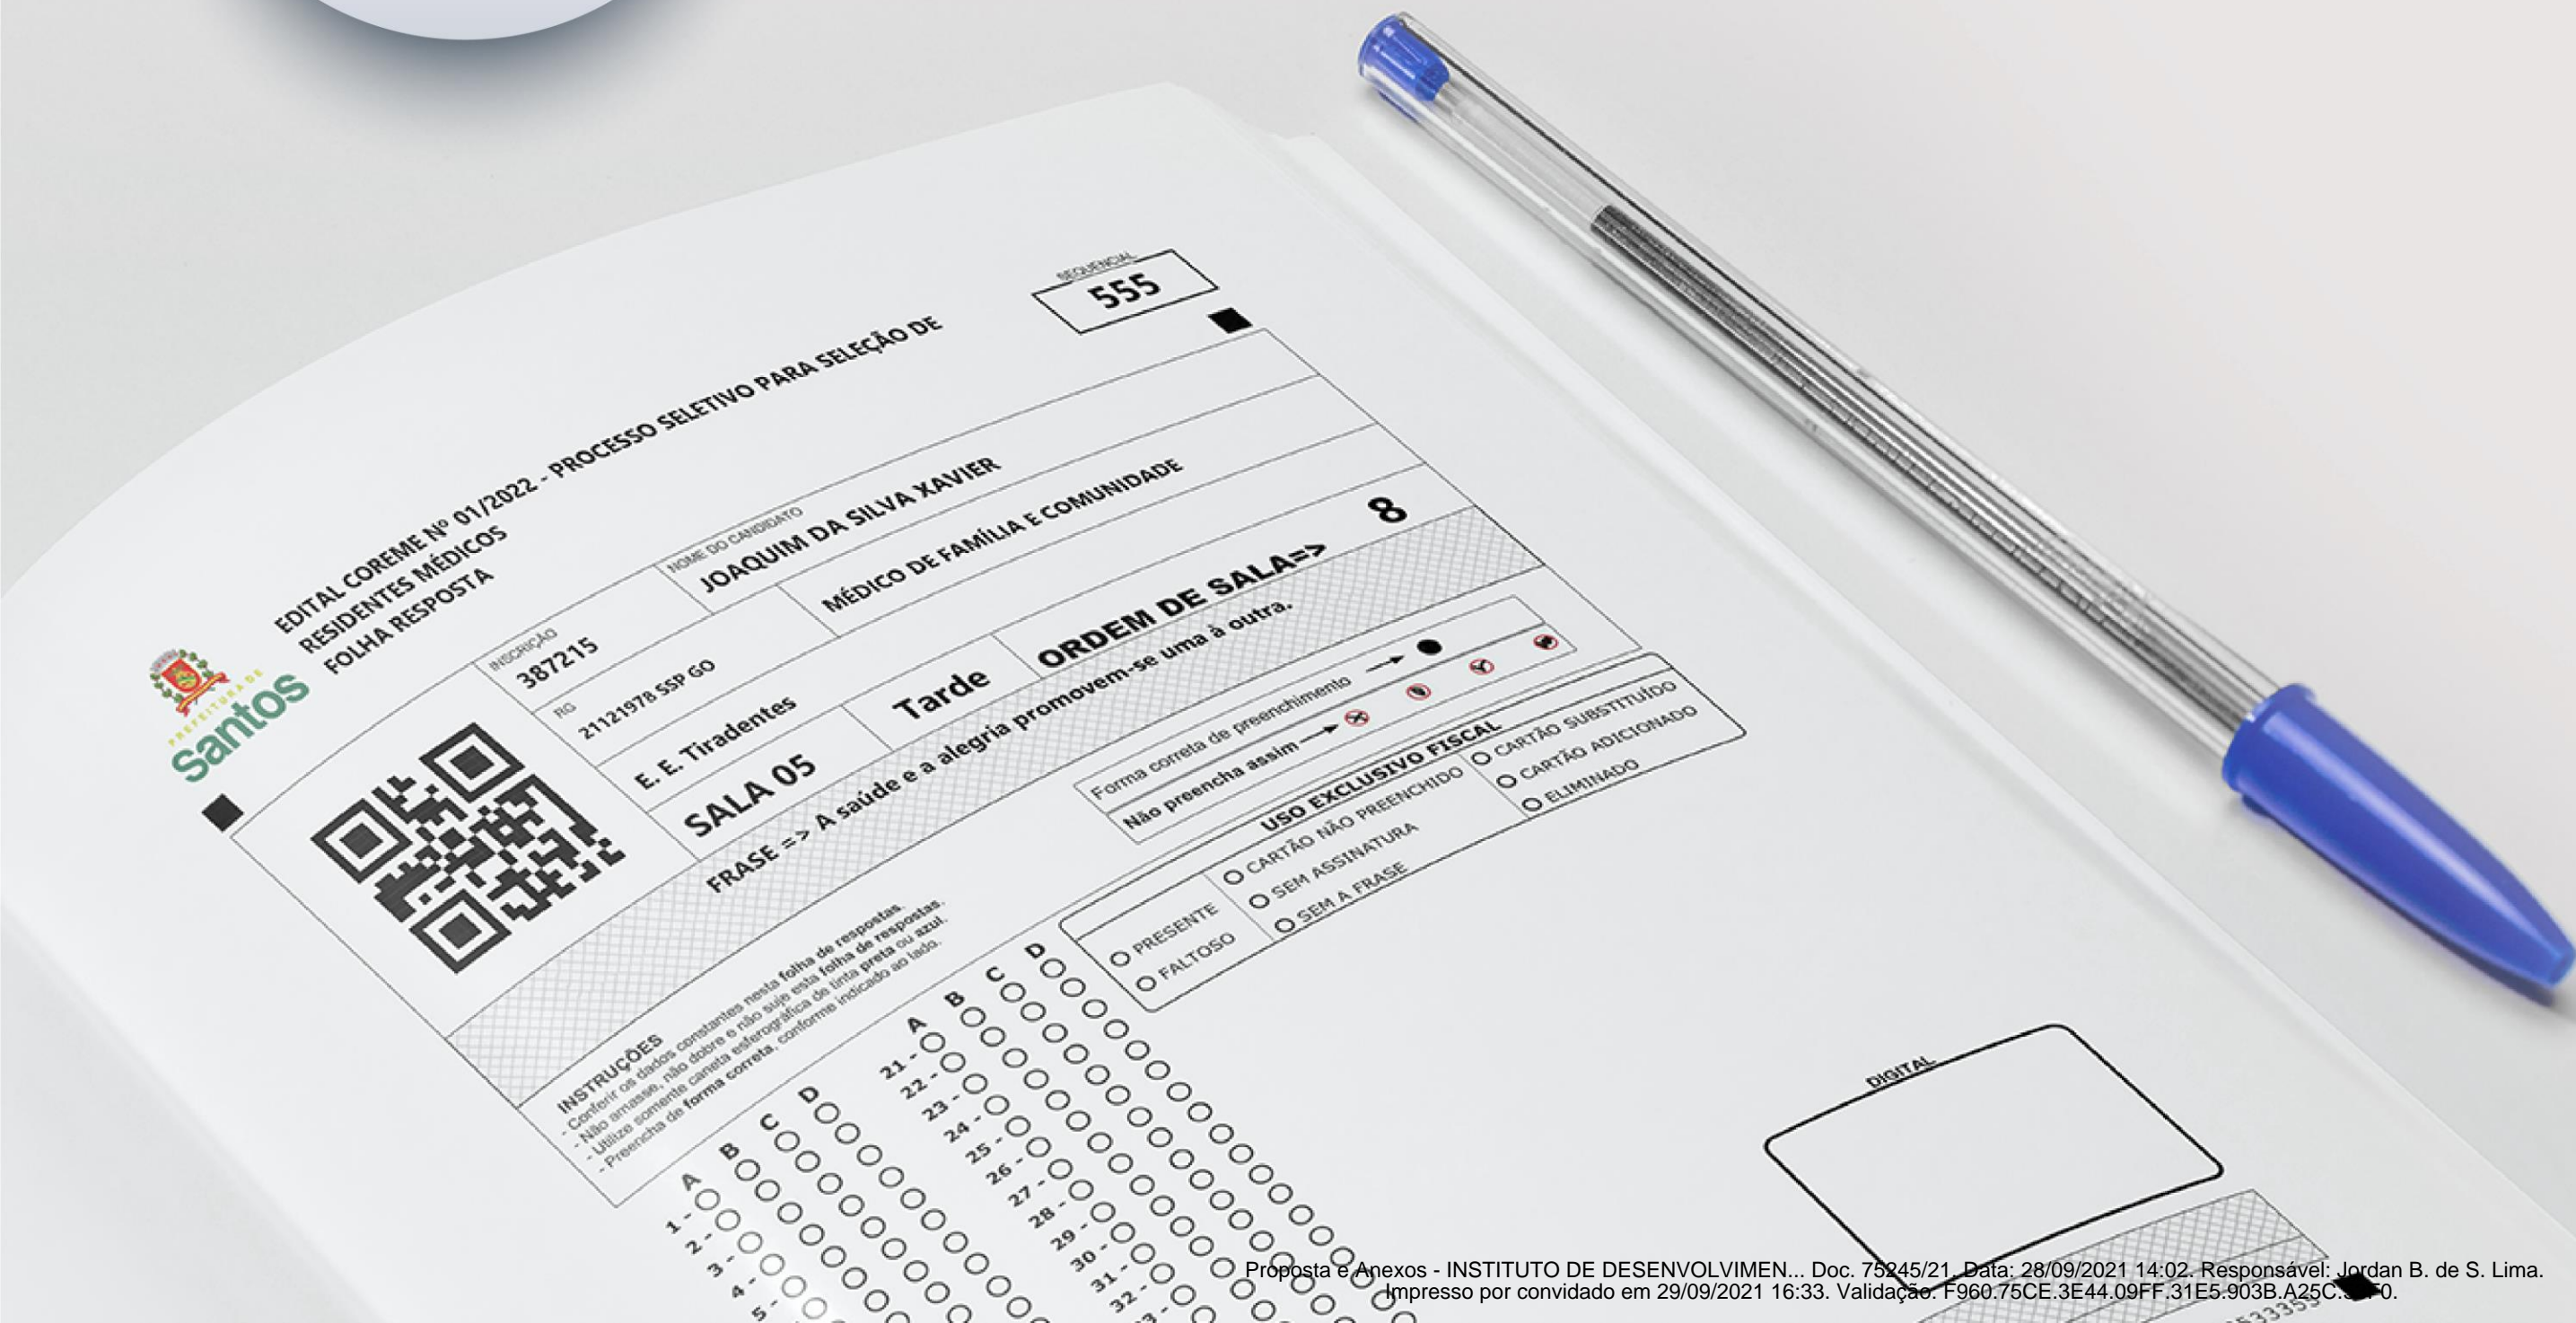 SEQUENCIAL
555
EDITAL COREME Nº 01/2022 - PROCESSO SELETIVO PARA SELEÇÃO DE
RESIDENTES MÉDICOS
FOLHA RESPOSTA
PREFEITURA DE
Santos
INSCRIÇÃO
387215
NOME DO CANDIDATO
JOAQUIM DA SILVA XAVIER
RG
21121978 SSP GO
MÉDICO DE FAMÍLIA E COMUNIDADE
E. E. Tiradentes
SALA 05
Tarde
ORDEM DE SALA=>
8
FRASE => A saúde e a alegria promovem-se uma à outra.
INSTRUÇÕES
- Conferir os dados constantes nesta folha de respostas.
- Não amasse, não dobre e não suje esta folha de respostas.
- Utilize somente caneta esferográfica de tinta preta ou azul.
- Preencha de forma correta, conforme indicado ao lado.
Forma correta de preenchimento
Não preencha assim
USO EXCLUSIVO FISCAL
PRESENTE
FALTOSO
CARTÃO NÃO PREENCHIDO
SEM ASSINATURA
SEM A FRASE
CARTÃO SUBSTITUÍDO
CARTÃO ADICIONADO
ELIMINADO
A B C D
1 -
2 -
3 -
4 -
5 -
A B C D
21 -
22 -
23 -
24 -
25 -
26 -
27 -
28 -
29 -
30 -
31 -
32 -
DIGITAL
Proposta e Anexos - INSTITUTO DE DESENVOLVIMEN... Doc. 75245/21. Data: 28/09/2021 14:02. Responsável: Jordan B. de S. Lima.
Impresso por convidado em 29/09/2021 16:33. Validação: F960.75CE.3E44.09FF.31E5.903B.A25C.